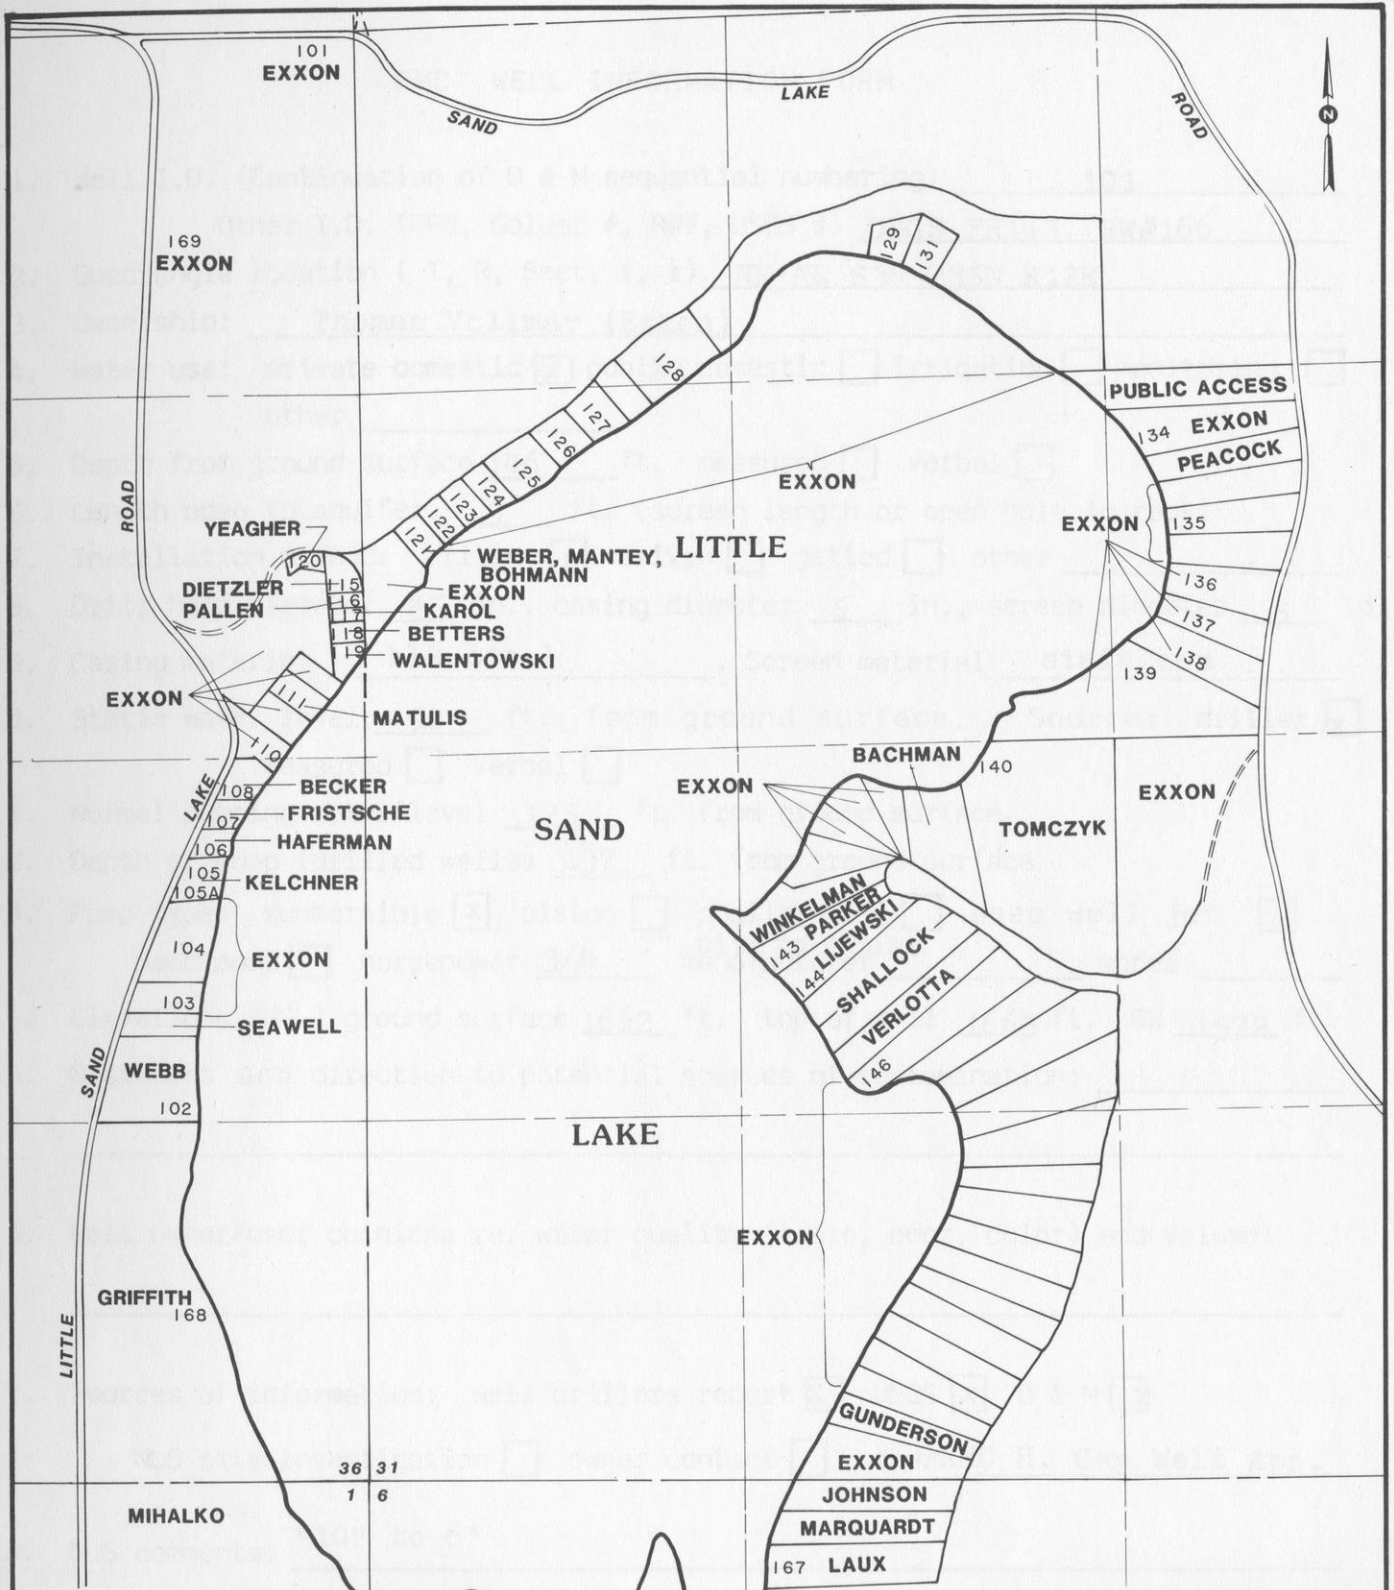 101
EXXON
SAND
LAKE
ROAD
N
169
EXXON
129
131
128
127
126
125
124
123
122
121
PUBLIC ACCESS
134 EXXON
PEACOCK
EXXON
EXXON
135
136
137
138
139
ROAD
YEAGHER
120
DIETZLER
PALLEN
115
118
119
WEBER, MANTEY,
BOHMANN
EXXON
KAROL
BETTERS
WALENTOWSKI
LITTLE
EXXON
111
MATULIS
110
BACHMAN
140
EXXON
EXXON
LAKE
108
BECKER
107
FRISTSCHE
SAND
TOMCZYK
106
HAFERMAN
105
KELCHNER
105A
WINKELMAN
143 PARKER
144 LIJEWSKI
SHALLOCK
VERLOTTA
146
104
EXXON
103
SEAWELL
SAND
WEBB
102
LAKE
EXXON
GRIFFITH
168
LITTLE
GUNDERSON
EXXON
36 31
1 6
JOHNSON
MIHALKO
MARQUARDT
167 LAUX